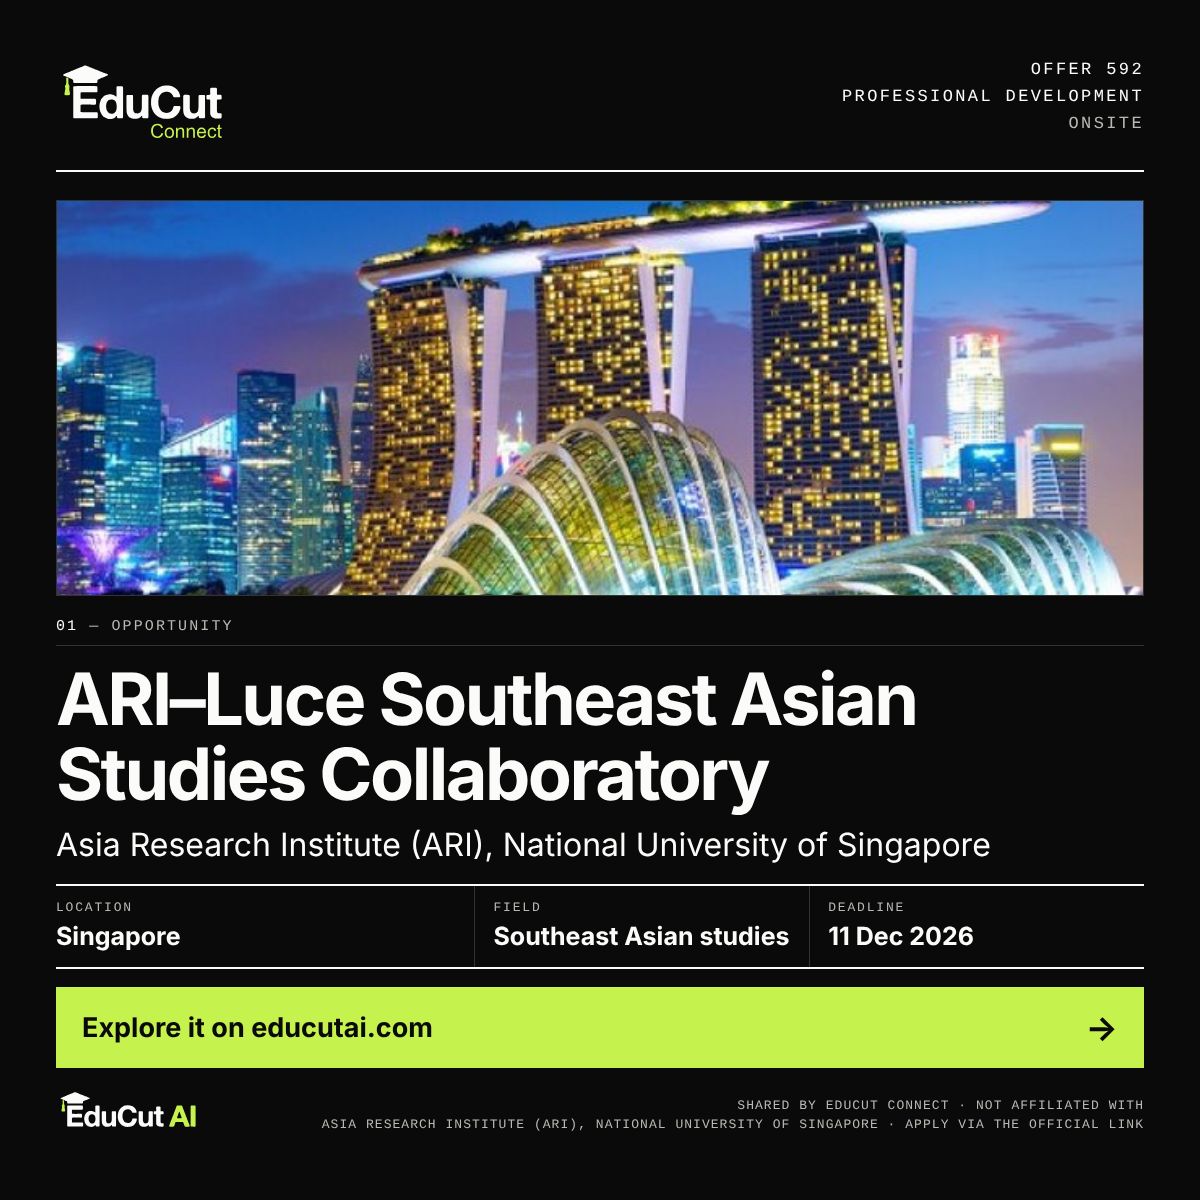 EduCut
Connect
OFFER 592
PROFESSIONAL DEVELOPMENT
ONSITE
01 — OPPORTUNITY
ARI–Luce Southeast Asian
Studies Collaboratory
Asia Research Institute (ARI), National University of Singapore
LOCATION
Singapore
FIELD
Southeast Asian studies
DEADLINE
11 Dec 2026
Explore it on educutai.com →
EduCut AI
SHARED BY EDUCUT CONNECT · NOT AFFILIATED WITH
ASIA RESEARCH INSTITUTE (ARI), NATIONAL UNIVERSITY OF SINGAPORE · APPLY VIA THE OFFICIAL LINK